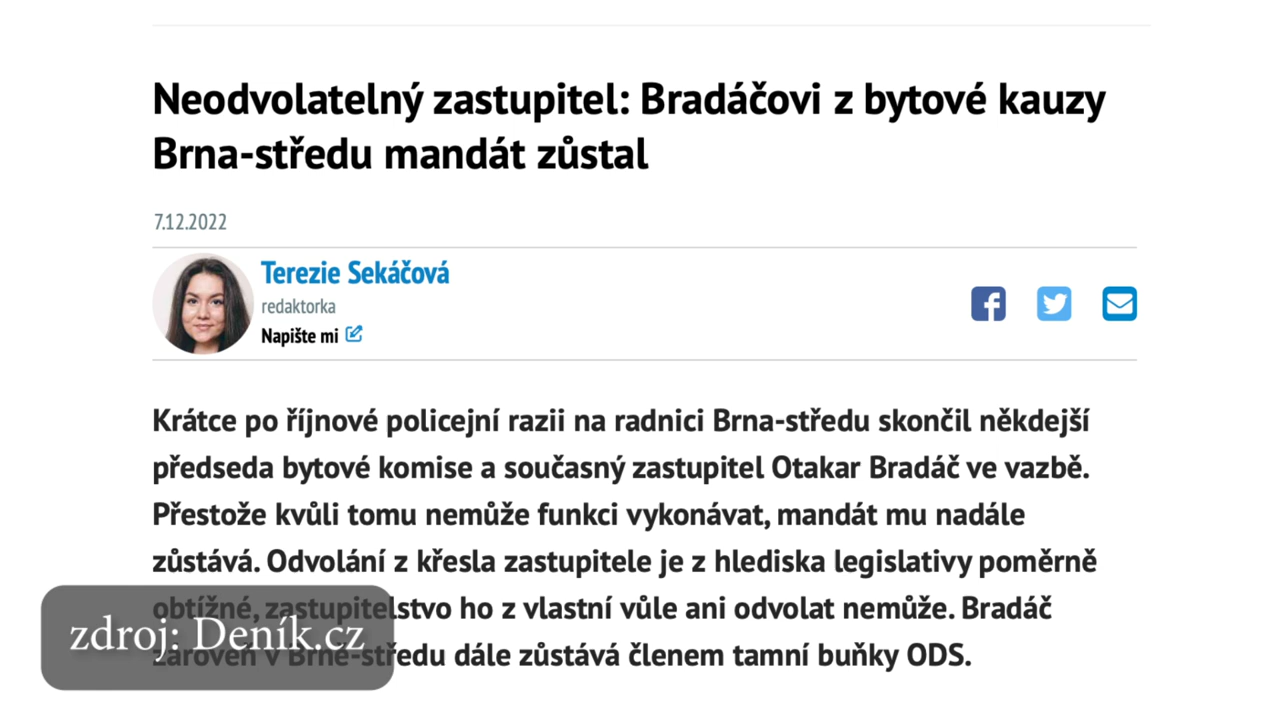 Neodvolatelný zastupitel: Bradáčovi z bytové kauzy
Brna-středu mandát zůstal
7.12.2022
Terezie Sekáčová
redaktorka
Napište mi
Krátce po říjnové policejní razii na radnici Brna-středu skončil někdejší
předseda bytové komise a současný zastupitel Otakar Bradáč ve vazbě.
Přestože kvůli tomu nemůže funkci vykonávat, mandát mu nadále
zůstává. Odvolání z křesla zastupitele je z hlediska legislativy poměrně
obtížné, zastupitelstvo ho z vlastní vůle ani odvolat nemůže. Bradáč
zároveň v Brně-středu dále zůstává členem tamní buňky ODS.
zdroj: Deník.cz